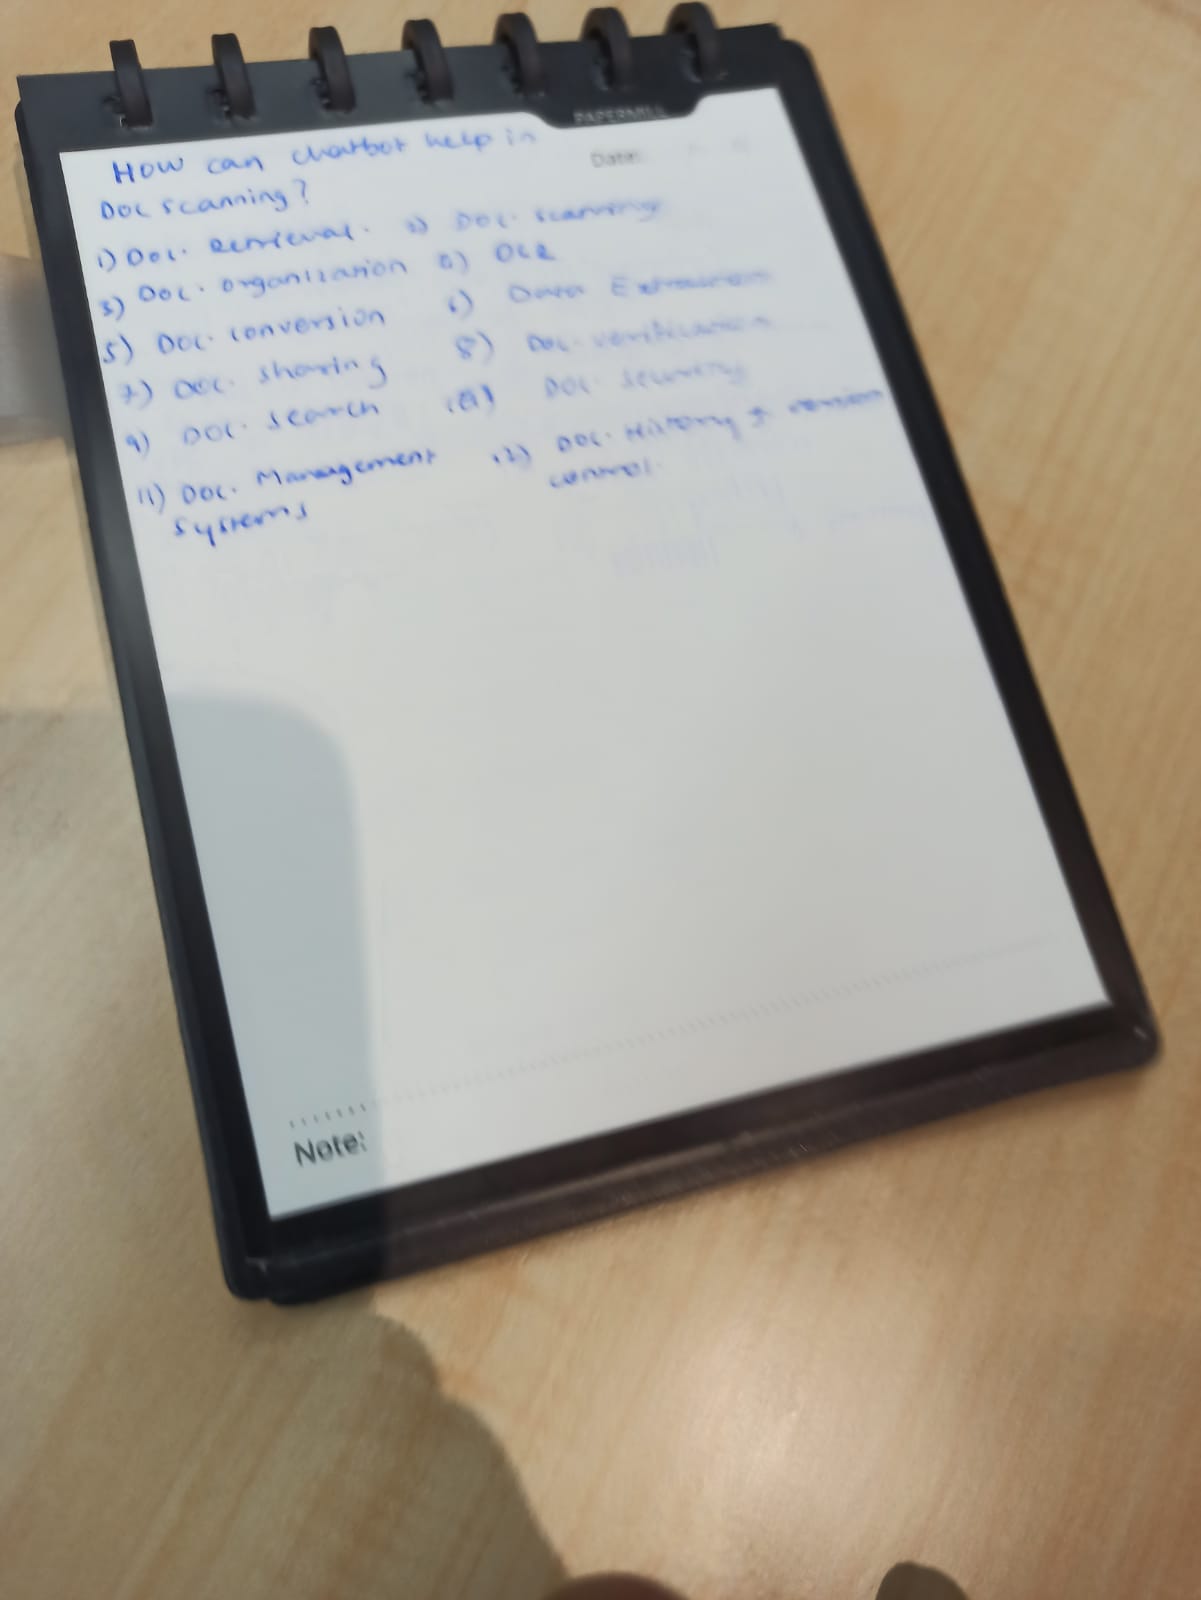 PAPERMILL
HOW can chatbot help in
Date:
DOC scanning?
1) DOC. Retrieval. 2) DOC. scanning
3) DOC. organization 4) OCR
5) DOC. conversion 6) Data Extraction
7) DOC. sharing 8) Doc. verification
9) DOC. search 10) DOC. security
11) DOC. Management 12) DOC. History & version
systems control.
Note: